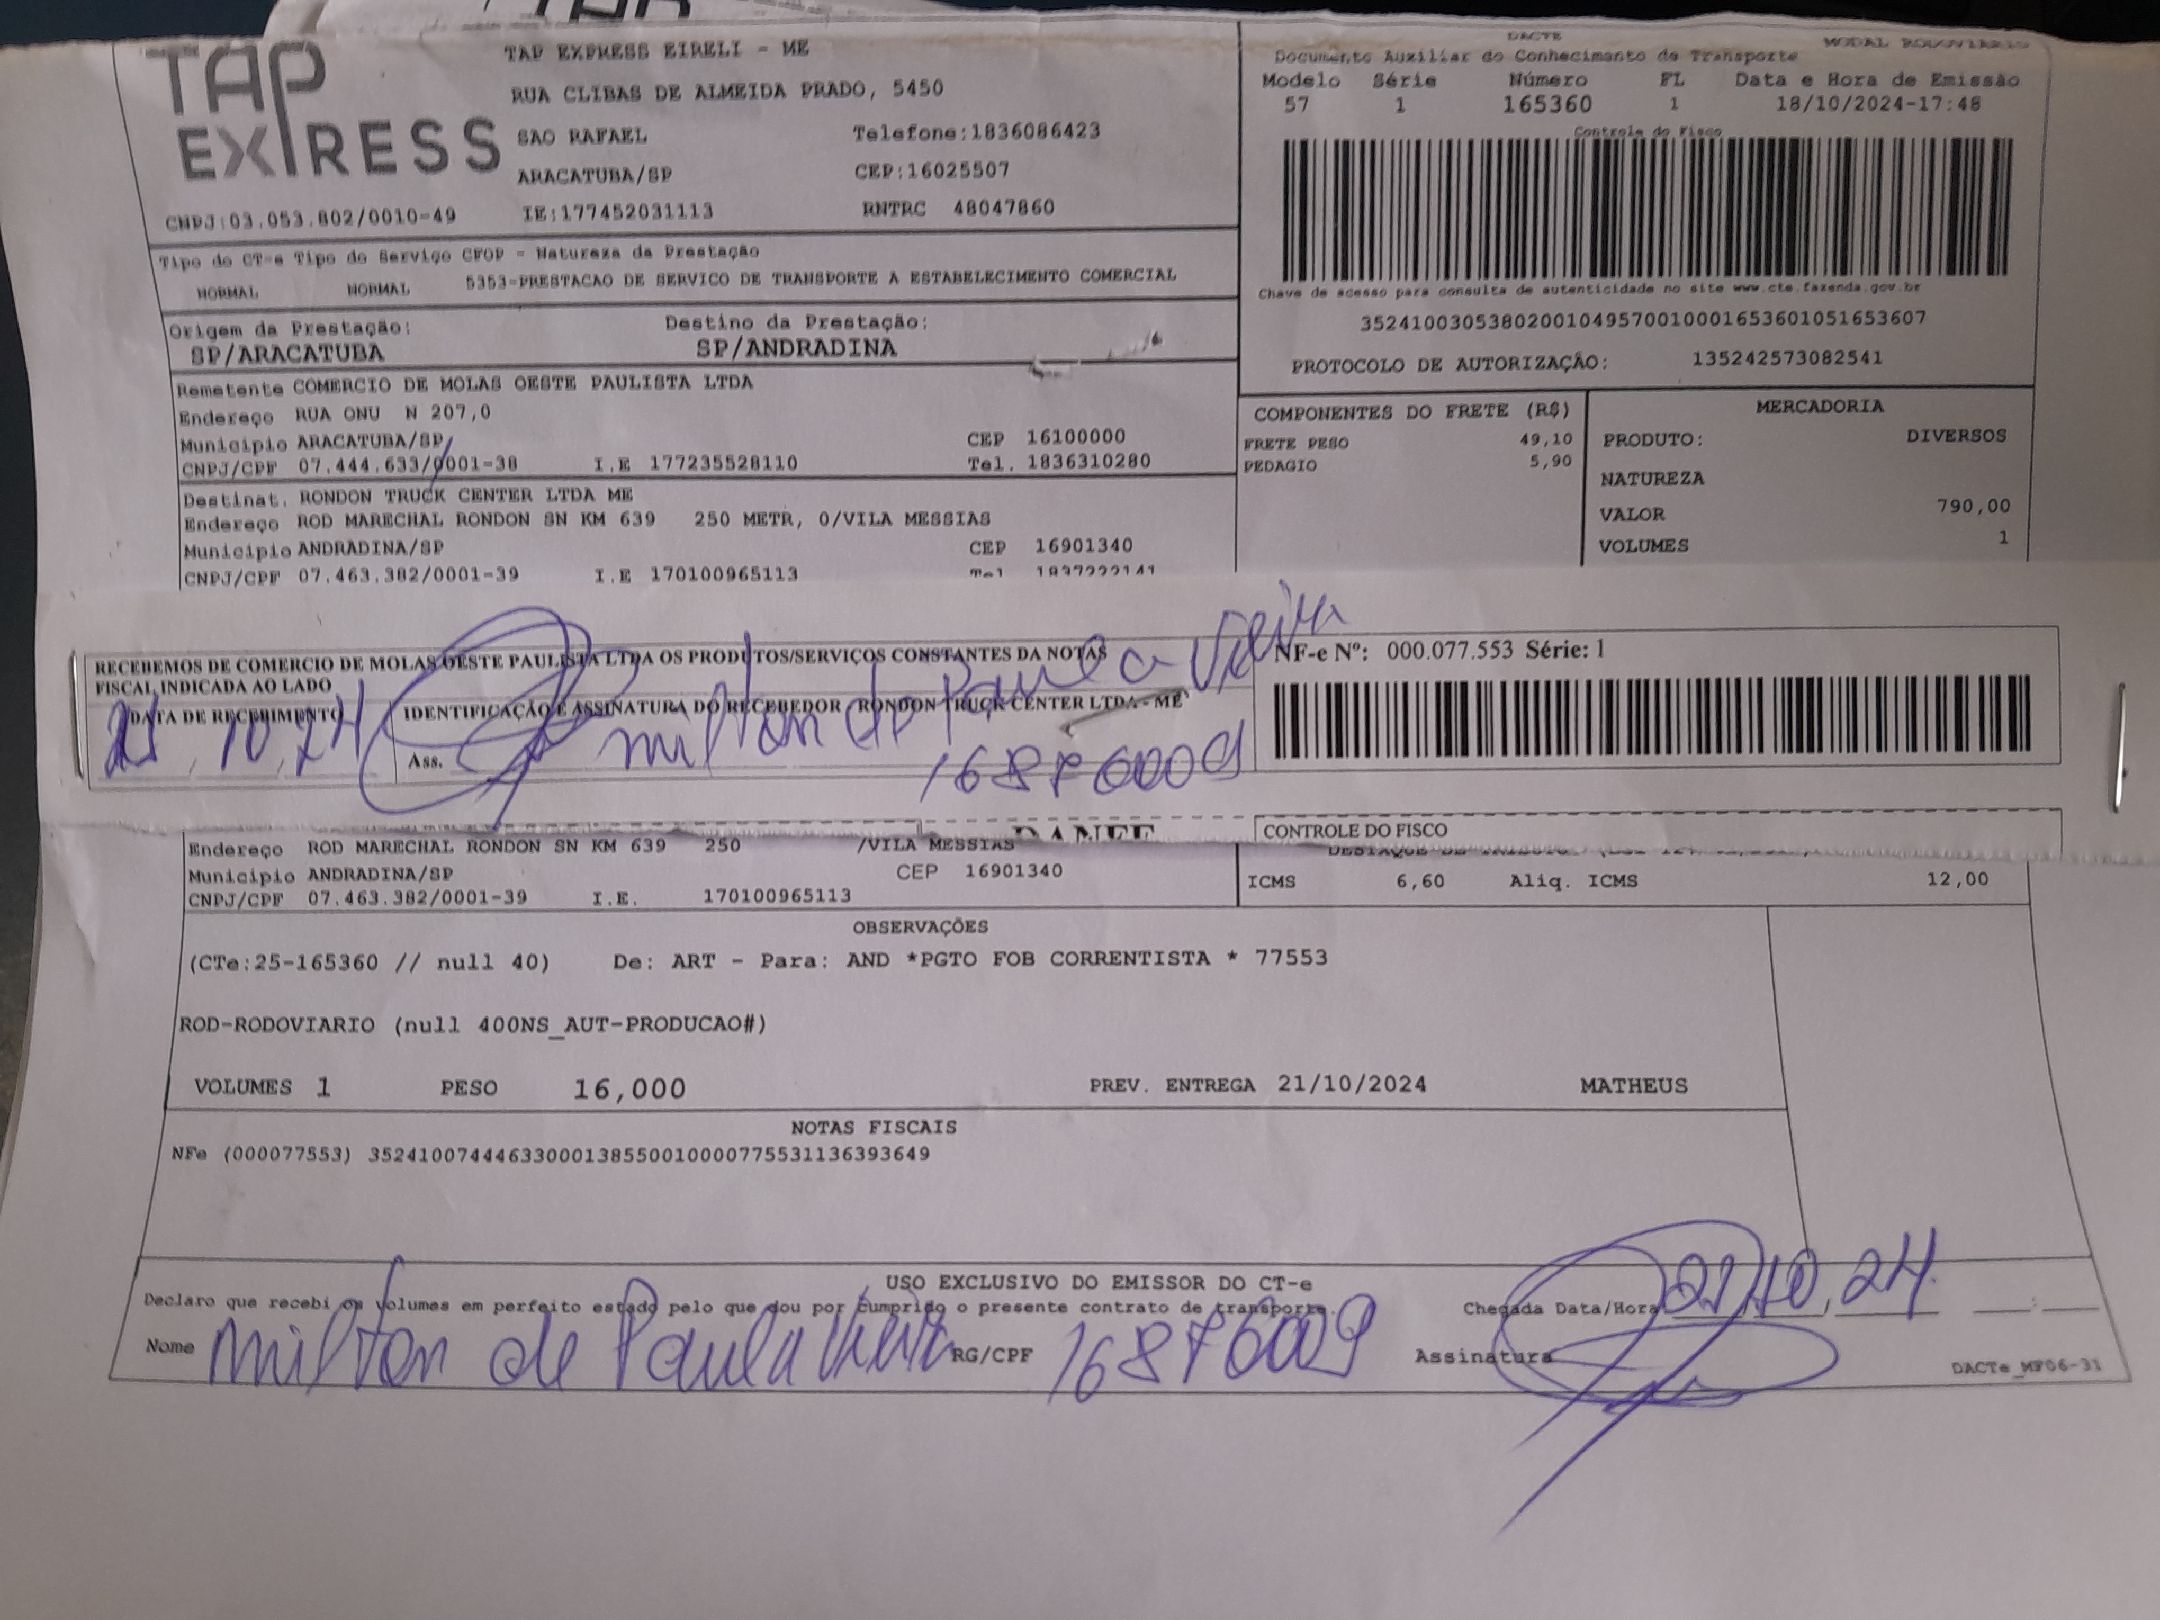 TAP
EXPRESS
TAP EXPRESS EIRELI - ME
RUA CLIBAS DE ALMEIDA PRADO, 5450
SAO RAFAEL Telefone:1836086423
ARACATUBA/SP CEP:16025507
CNPJ:03.053.802/0010-49 IE:177452031113 RNTRC 48047860
DACTE MODAL RODOVIARIO
Documento Auxiliar do Conhecimento de Transporte
Modelo Série Número FL Data e Hora de Emissão
57 1 165360 1 18/10/2024-17:48
Controle do Fisco
Chave de acesso para consulta de autenticidade no site www.cte.fazenda.gov.br
35241003053802001049570010001653601051653607
PROTOCOLO DE AUTORIZAÇÃO: 135242573082541
Tipo do CT-e Tipo do Serviço CFOP - Natureza da Prestação
NORMAL NORMAL 5353-PRESTACAO DE SERVICO DE TRANSPORTE A ESTABELECIMENTO COMERCIAL
Origem da Prestação: Destino da Prestação:
SP/ARACATUBA SP/ANDRADINA
Remetente COMERCIO DE MOLAS OESTE PAULISTA LTDA
Endereço RUA ONU N 207,0
Municipio ARACATUBA/SP CEP 16100000
CNPJ/CPF 07.444.633/0001-38 I.E 177235528110 Tel. 1836310280
Destinat. RONDON TRUCK CENTER LTDA ME
Endereço ROD MARECHAL RONDON SN KM 639 250 METR, 0/VILA MESSIAS
Municipio ANDRADINA/SP CEP 16901340
CNPJ/CPF 07.463.382/0001-39 I.E 170100965113 Tel 1837222141
COMPONENTES DO FRETE (R$)
FRETE PESO 49,10
PEDAGIO 5,90
MERCADORIA
PRODUTO: DIVERSOS
NATUREZA
VALOR 790,00
VOLUMES 1
RECEBEMOS DE COMERCIO DE MOLAS OESTE PAULISTA LTDA OS PRODUTOS/SERVIÇOS CONSTANTES DA NOTAS
FISCAL INDICADA AO LADO
DATA DE RECEBIMENTO IDENTIFICAÇÃO E ASSINATURA DO RECEBEDOR RONDON TRUCK CENTER LTDA - ME
21.10.24 Ass. Milton de Paula Vieira
16876009
NF-e Nº: 000.077.553 Série: 1
DANFE CONTROLE DO FISCO
Endereço ROD MARECHAL RONDON SN KM 639 250 /VILA MESSIAS
Municipio ANDRADINA/SP CEP 16901340
CNPJ/CPF 07.463.382/0001-39 I.E. 170100965113
ICMS 6,60 Aliq. ICMS 12,00
OBSERVAÇÕES
(CTe:25-165360 // null 40) De: ART - Para: AND *PGTO FOB CORRENTISTA * 77553
ROD-RODOVIARIO (null 400NS_AUT-PRODUCAO#)
VOLUMES 1 PESO 16,000 PREV. ENTREGA 21/10/2024 MATHEUS
NOTAS FISCAIS
NFe (000077553) 35241007444633000138550010000775531136393649
USO EXCLUSIVO DO EMISSOR DO CT-e
Declaro que recebi os volumes em perfeito estado pelo que dou por cumprido o presente contrato de transporte. Chegada Data/Hora 21/10/24
Nome Milton de Paula Vieira RG/CPF 16876009 Assinatura
DACTe_MF06-31